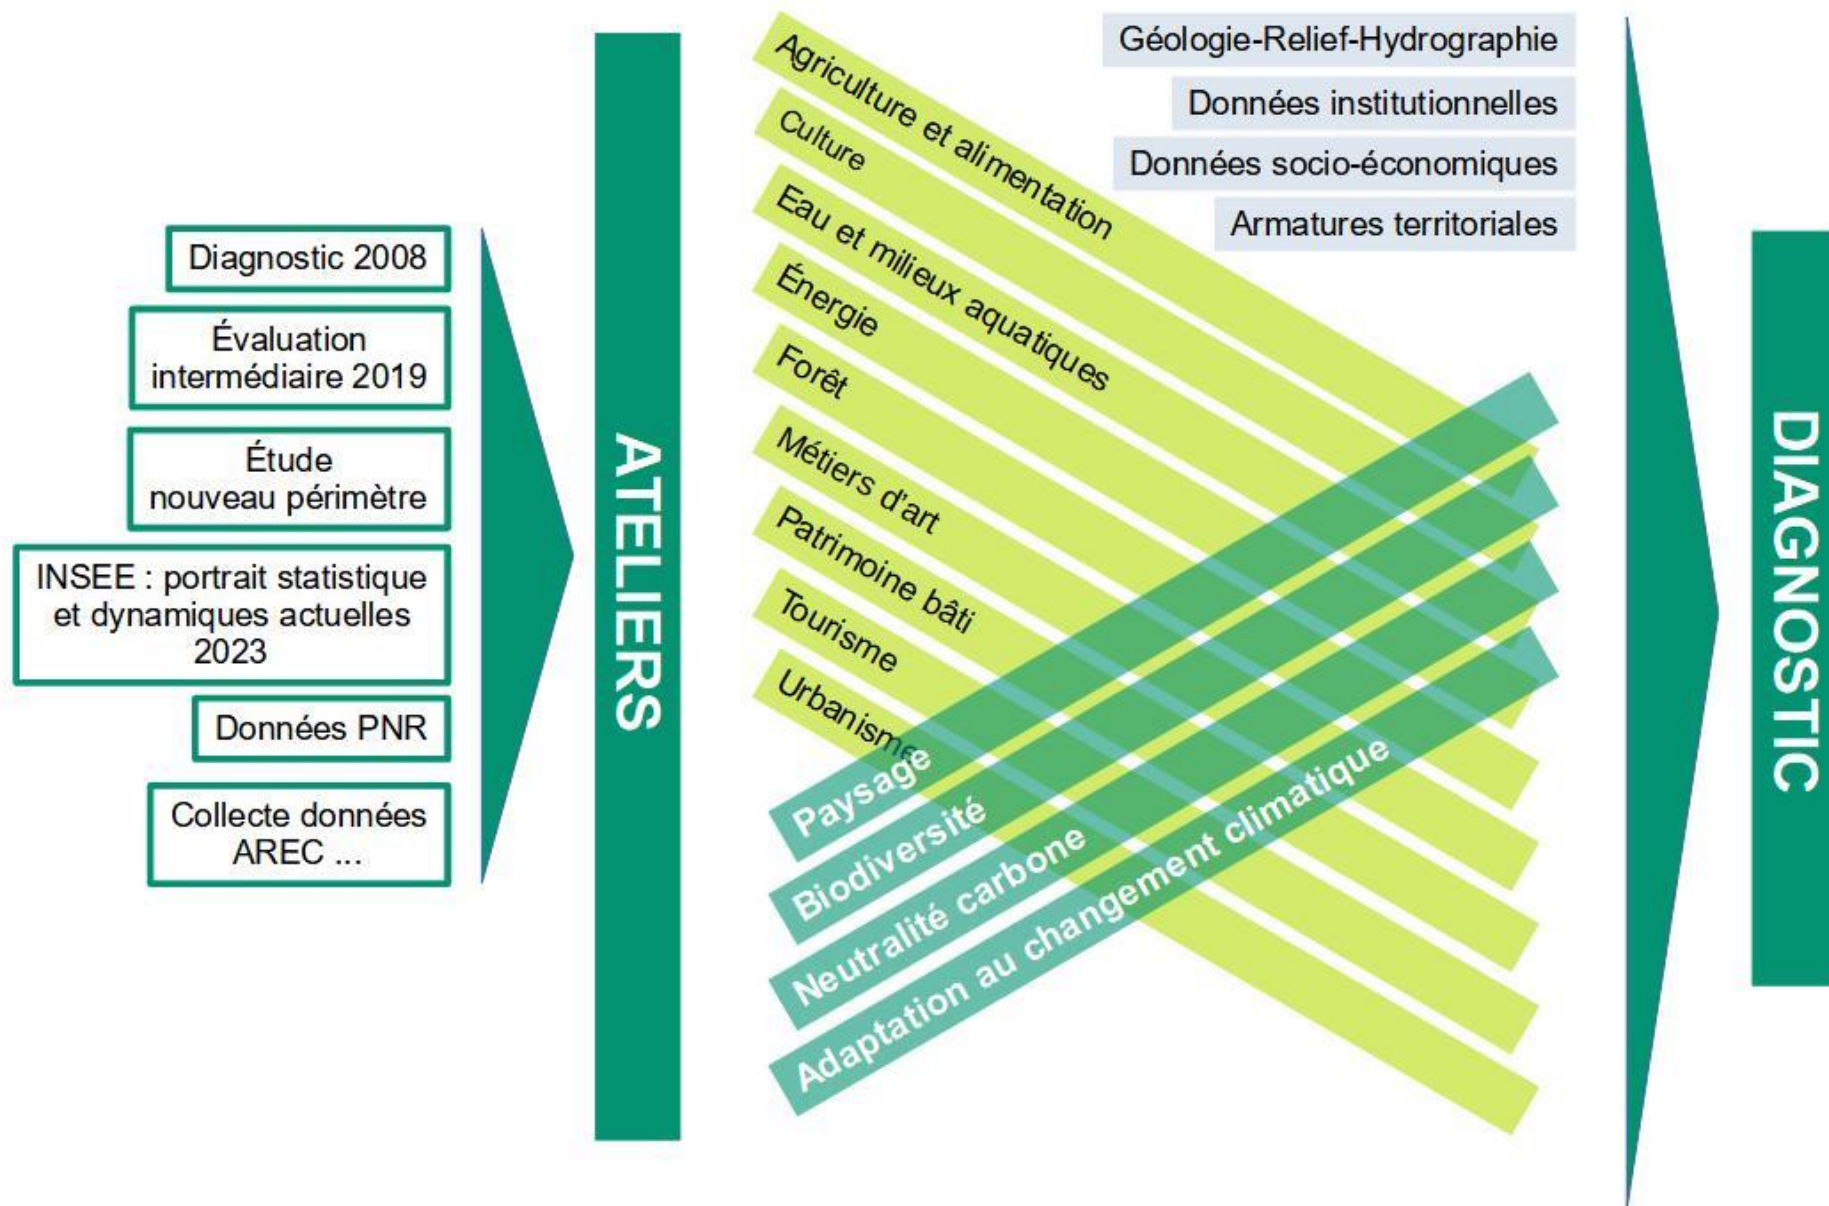 Diagnostic 2008
Évaluation
intermédiaire 2019
Étude
nouveau périmètre
INSEE : portrait statistique
et dynamiques actuelles
2023
Données PNR
Collecte données
AREC ...
ATELIERS
Agriculture et alimentation
Culture
Eau et milieux aquatiques
Énergie
Forêt
Métiers d'art
Patrimoine bâti
Tourisme
Urbanisme
Paysage
Biodiversité
Neutralité carbone
Adaptation au changement climatique
Géologie-Relief-Hydrographie
Données institutionnelles
Données socio-économiques
Armatures territoriales
DIAGNOSTIC